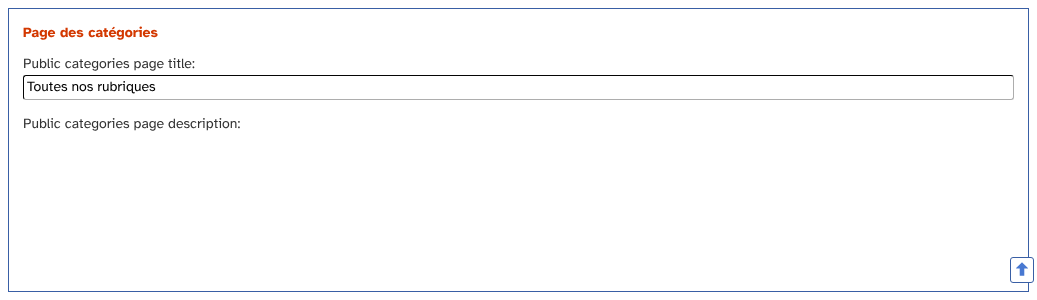 Page des catégories
Public categories page title:
Toutes nos rubriques
Public categories page description: